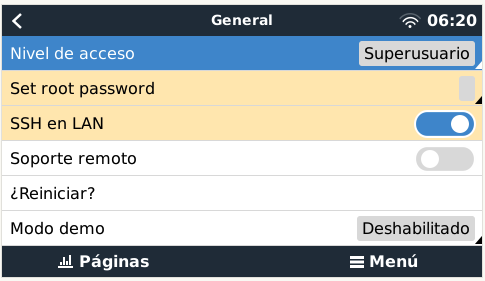 General 06:20
Nivel de acceso Superusuario
Set root password
SSH en LAN
Soporte remoto
¿Reiniciar?
Modo demo Deshabilitado
Páginas Menú